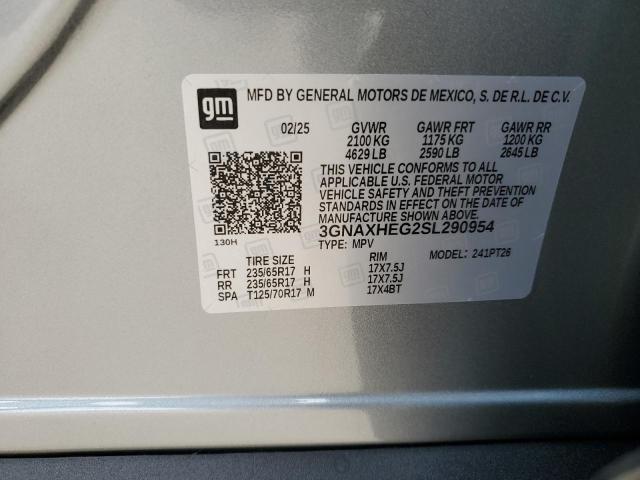 gm
MFD BY GENERAL MOTORS DE MEXICO, S. DE R.L. DE C.V.
02/25 GVWR GAWR FRT GAWR RR
2100 KG 1175 KG 1200 KG
4629 LB 2590 LB 2645 LB
THIS VEHICLE CONFORMS TO ALL
APPLICABLE U.S. FEDERAL MOTOR
VEHICLE SAFETY AND THEFT PREVENTION
STANDARDS IN EFFECT ON THE DATE OF
MANUFACTURE SHOWN ABOVE.
3GNAXHEG2SL290954
130H
TYPE: MPV MODEL: 241PT26
TIRE SIZE RIM
FRT 235/65R17 H 17X7.5J
RR 235/65R17 H 17X7.5J
SPA T125/70R17 M 17X4BT